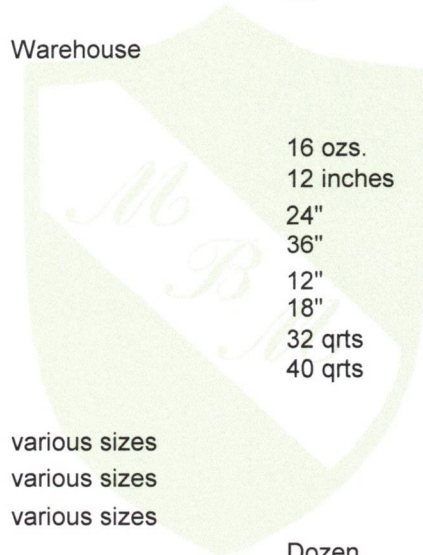 Warehouse
16 ozs.
12 inches
24"
36"
12"
18"
32 qrts
40 qrts
M
B
M
various sizes
various sizes
various sizes
Dozen